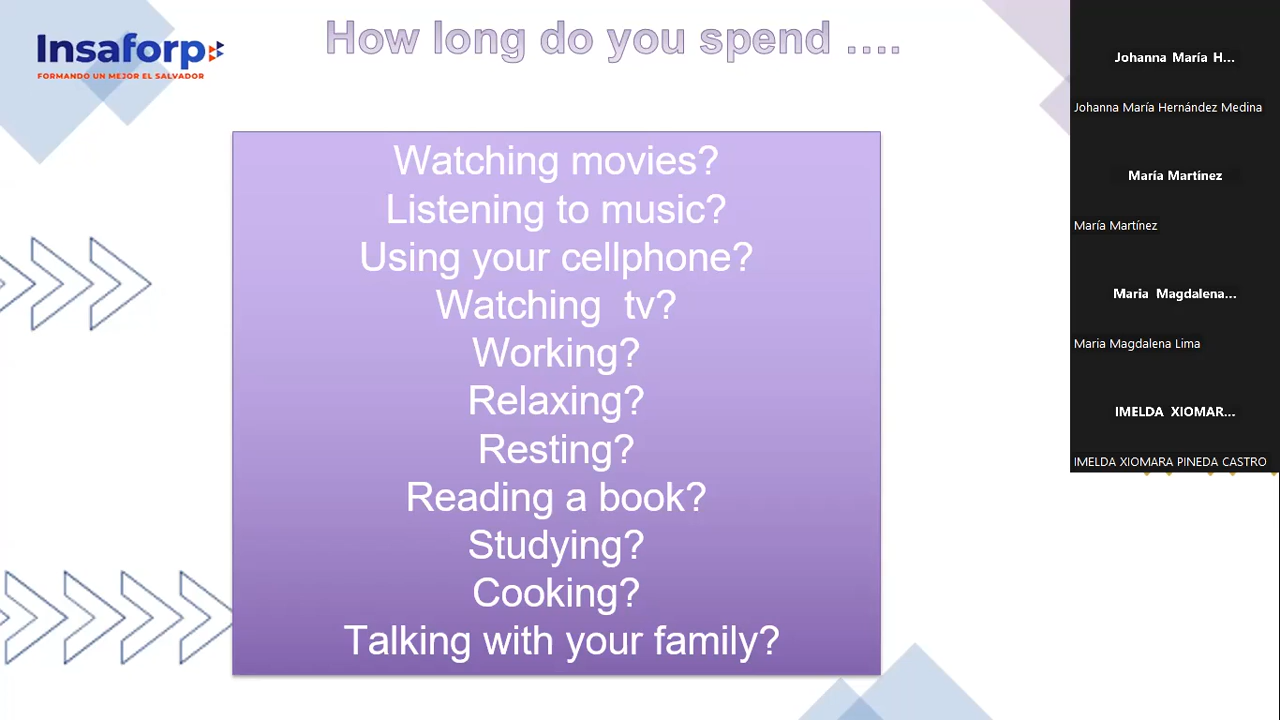 How long do you spend ....
Insaforp
FORMANDO UN MEJOR EL SALVADOR
Watching movies?
Listening to music?
Using your cellphone?
Watching  tv?
Working?
Relaxing?
Resting?
Reading a book?
Studying?
Cooking?
Talking with your family?
Johanna María H...
Johanna María Hernández Medina
María Martínez
María Martínez
Maria Magdalena...
Maria Magdalena Lima
IMELDA XIOMAR...
IMELDA XIOMARA PINEDA CASTRO